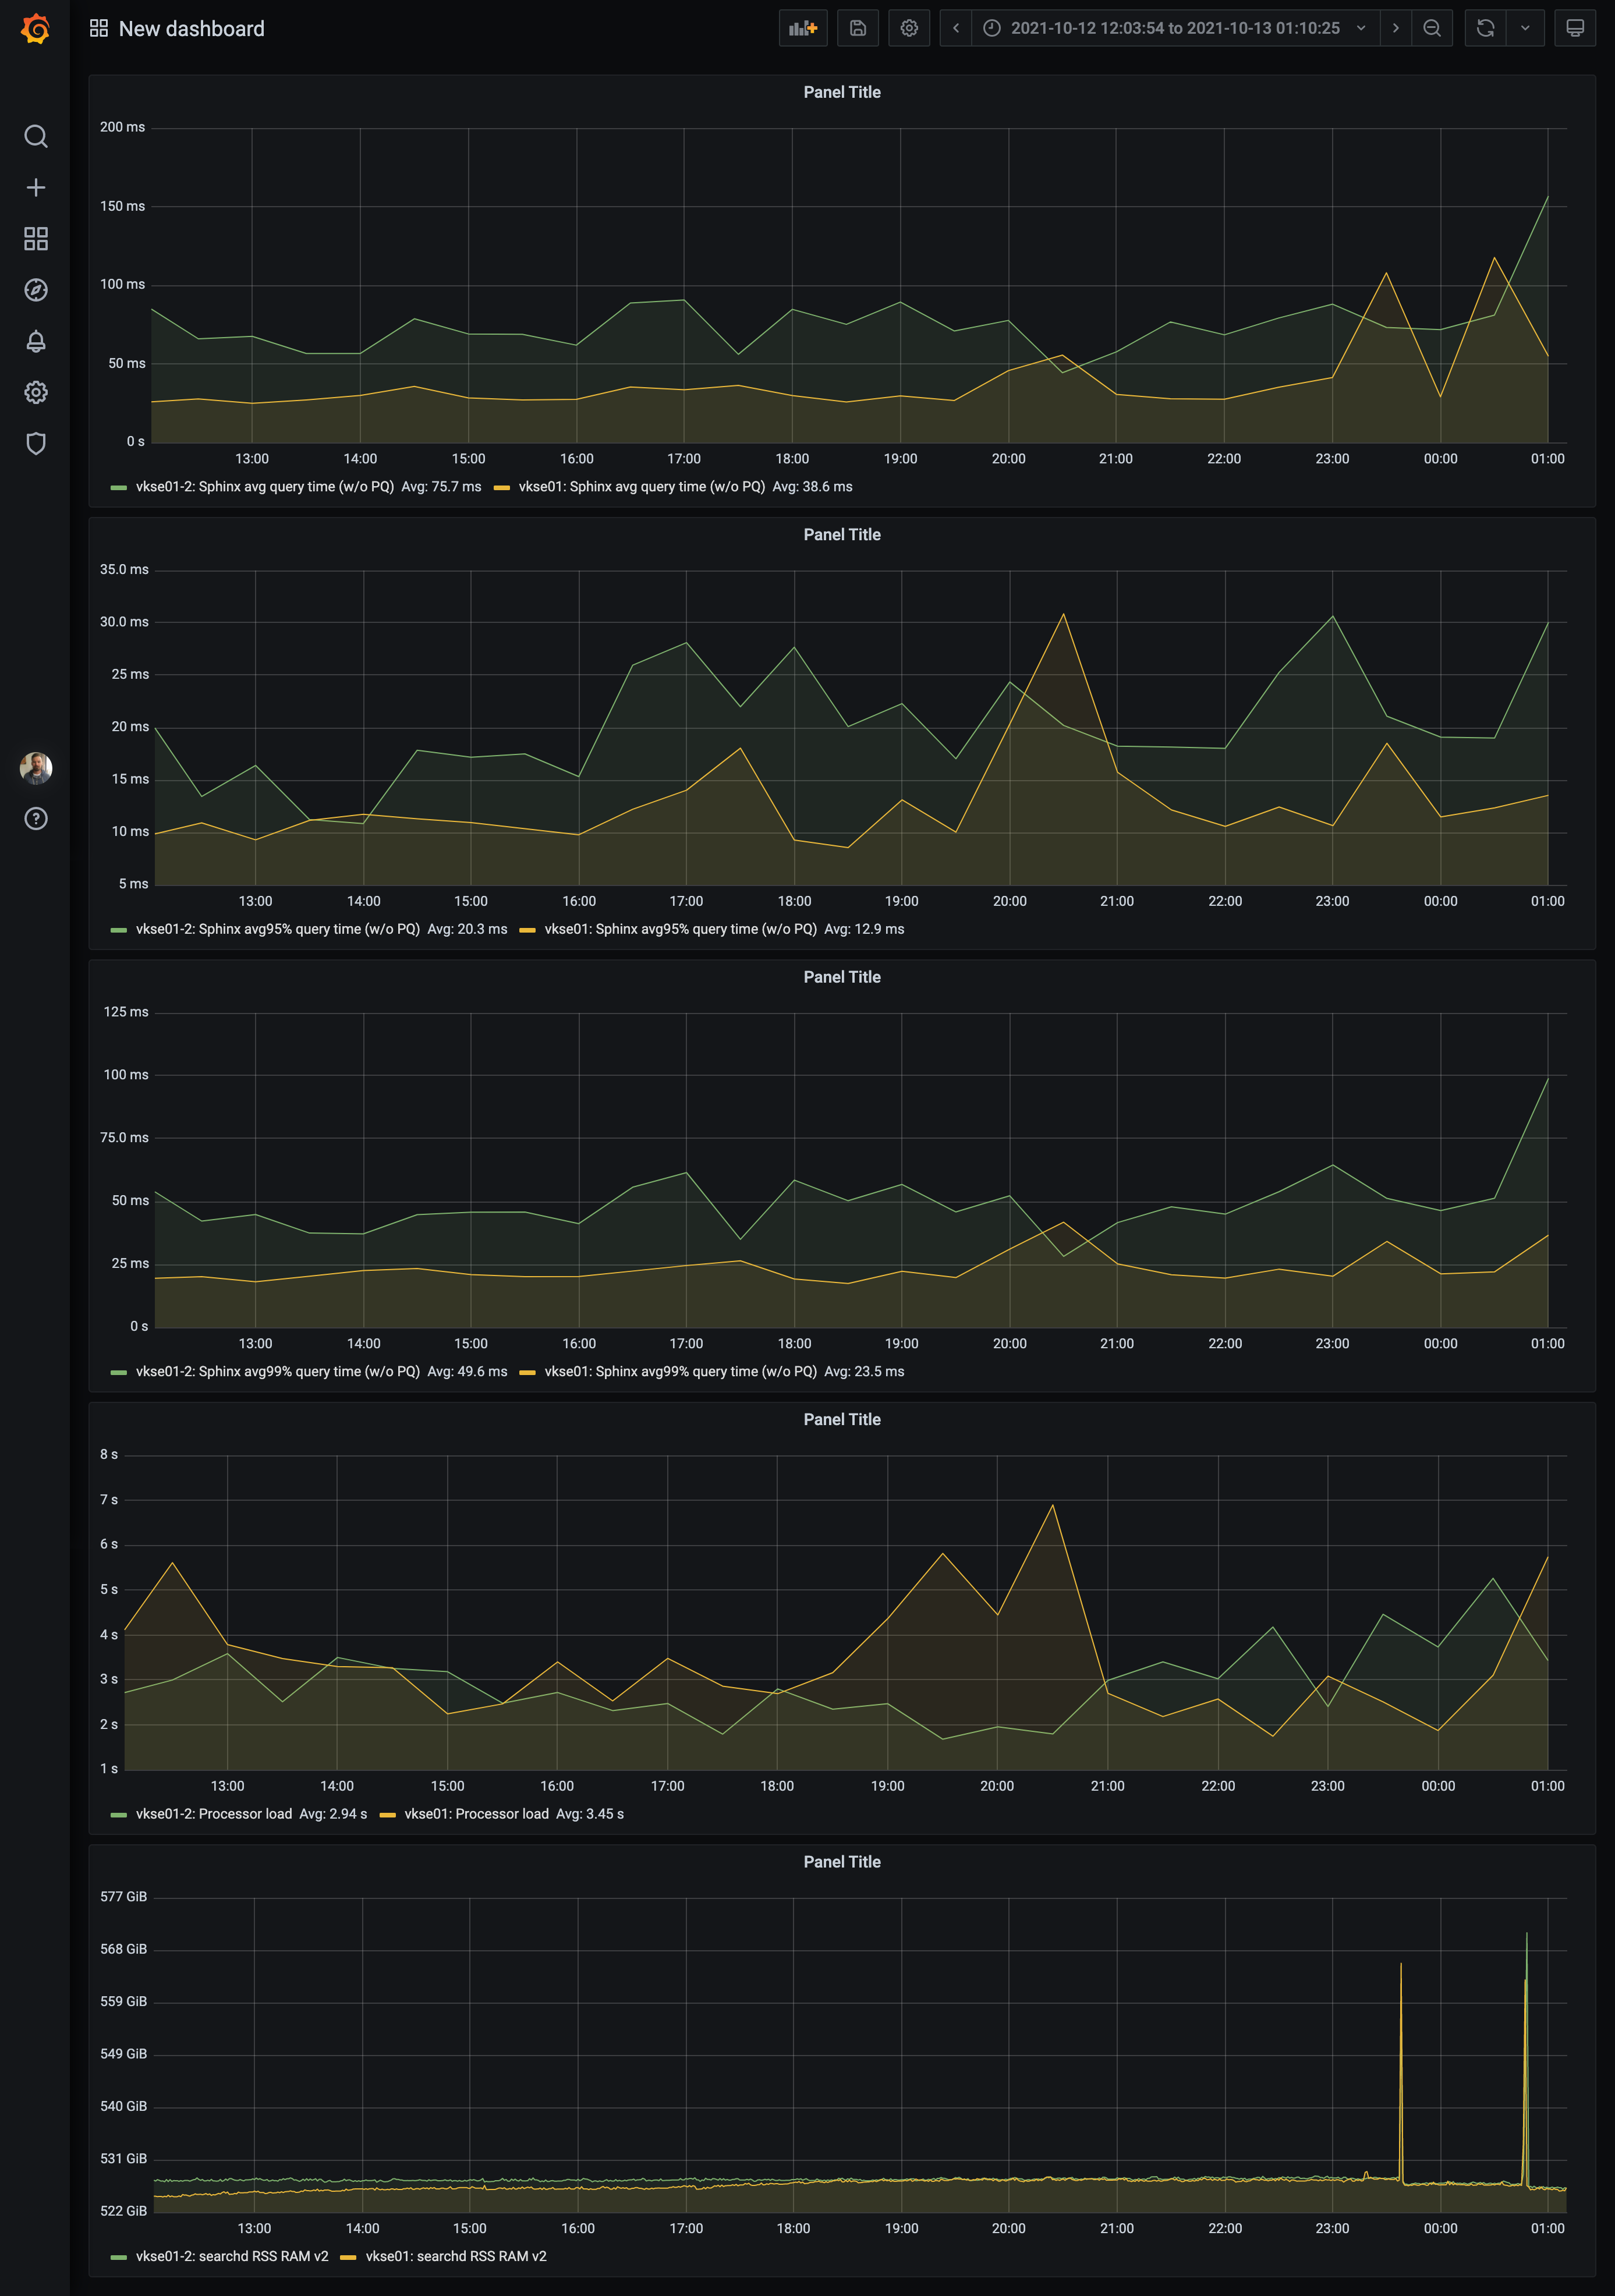 New dashboard
2021-10-12 12:03:54 to 2021-10-13 01:10:25
Panel Title
200 ms
150 ms
100 ms
50 ms
0 s
13:00 14:00 15:00 16:00 17:00 18:00 19:00 20:00 21:00 22:00 23:00 00:00 01:00
vkse01-2: Sphinx avg query time (w/o PQ) Avg: 75.7 ms vkse01: Sphinx avg query time (w/o PQ) Avg: 38.6 ms
Panel Title
35.0 ms
30.0 ms
25 ms
20 ms
15 ms
10 ms
5 ms
13:00 14:00 15:00 16:00 17:00 18:00 19:00 20:00 21:00 22:00 23:00 00:00 01:00
vkse01-2: Sphinx avg95% query time (w/o PQ) Avg: 20.3 ms vkse01: Sphinx avg95% query time (w/o PQ) Avg: 12.9 ms
Panel Title
125 ms
100 ms
75.0 ms
50 ms
25 ms
0 s
13:00 14:00 15:00 16:00 17:00 18:00 19:00 20:00 21:00 22:00 23:00 00:00 01:00
vkse01-2: Sphinx avg99% query time (w/o PQ) Avg: 49.6 ms vkse01: Sphinx avg99% query time (w/o PQ) Avg: 23.5 ms
Panel Title
8 s
7 s
6 s
5 s
4 s
3 s
2 s
1 s
13:00 14:00 15:00 16:00 17:00 18:00 19:00 20:00 21:00 22:00 23:00 00:00 01:00
vkse01-2: Processor load Avg: 2.94 s vkse01: Processor load Avg: 3.45 s
Panel Title
577 GiB
568 GiB
559 GiB
549 GiB
540 GiB
531 GiB
522 GiB
13:00 14:00 15:00 16:00 17:00 18:00 19:00 20:00 21:00 22:00 23:00 00:00 01:00
vkse01-2: searchd RSS RAM v2 vkse01: searchd RSS RAM v2